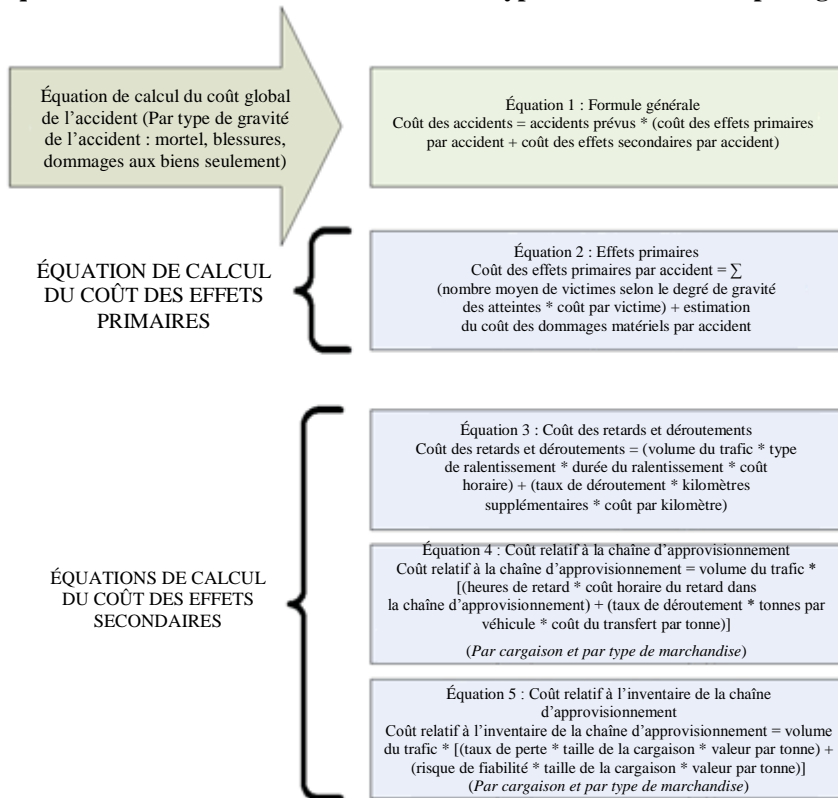 Équation de calcul du coût global
de l'accident (Par type de gravité
de l'accident : mortel, blessures,
dommages aux biens seulement)
Équation 1 : Formule générale
Coût des accidents = accidents prévus * (coût des effets primaires
par accident + coût des effets secondaires par accident)
ÉQUATION DE CALCUL
DU COÛT DES EFFETS
PRIMAIRES
Équation 2 : Effets primaires
Coût des effets primaires par accident = ∑
(nombre moyen de victimes selon le degré de gravité
des atteintes * coût par victime) + estimation
du coût des dommages matériels par accident
ÉQUATIONS DE CALCUL
DU COÛT DES EFFETS
SECONDAIRES
Équation 3 : Coût des retards et déroutements
Coût des retards et déroutements = (volume du trafic * type
de ralentissement * durée du ralentissement * coût
horaire) + (taux de déroutement * kilomètres
supplémentaires * coût par kilomètre)
Équation 4 : Coût relatif à la chaîne d'approvisionnement
Coût relatif à la chaîne d'approvisionnement = volume du trafic *
[(heures de retard * coût horaire du retard dans
la chaîne d'approvisionnement) + (taux de déroutement * tonnes par
véhicule * coût du transfert par tonne)]
(Par cargaison et par type de marchandise)
Équation 5 : Coût relatif à l'inventaire de la chaîne
d'approvisionnement
Coût relatif à l'inventaire de la chaîne d'approvisionnement = volume
du trafic * [(taux de perte * taille de la cargaison * valeur par tonne) +
(risque de fiabilité * taille de la cargaison * valeur par tonne)]
(Par cargaison et par type de marchandise)